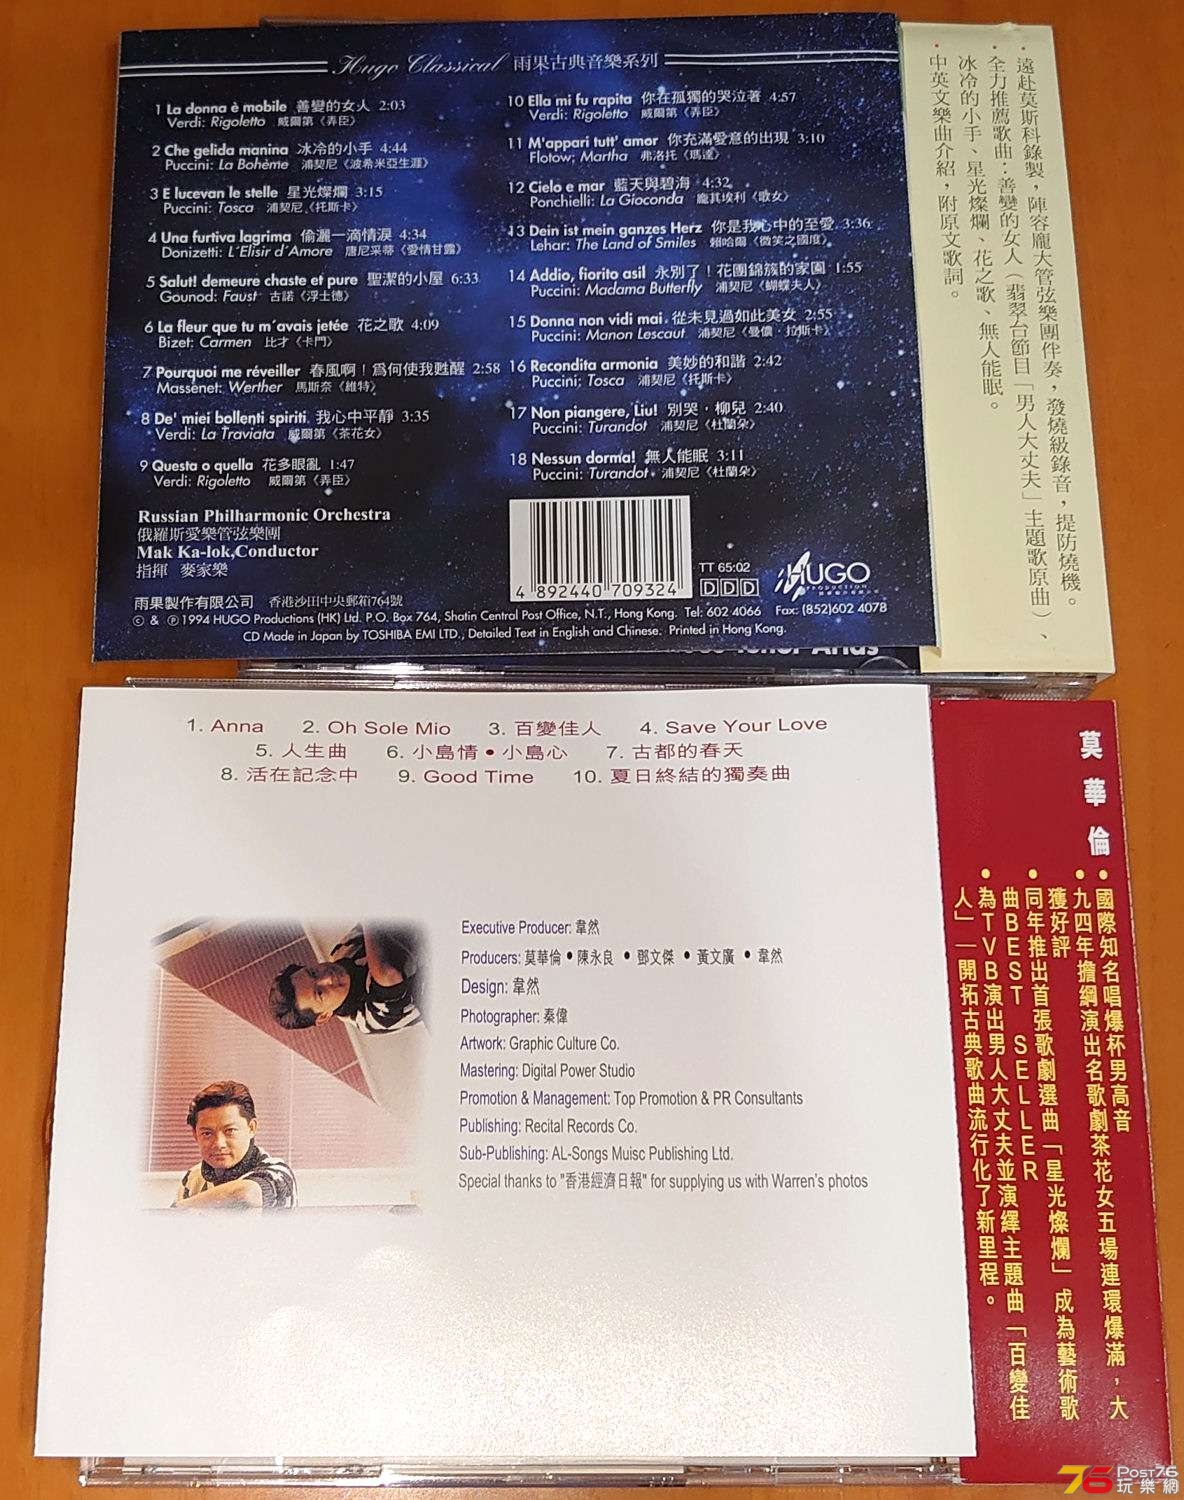 Hugo Classical 雨果古典音樂系列
1 La donna è mobile 善變的女人 2:03
Verdi: Rigoletto 威爾第《弄臣》
2 Che gelida manina 冰冷的小手 4:44
Puccini: La Bohème 浦契尼《波希米亞生涯》
3 E lucevan le stelle 星光燦爛 3:15
Puccini: Tosca 浦契尼《托斯卡》
4 Una furtiva lagrima 偷灑一滴情淚 4:34
Donizetti: L'Elisir d'Amore 唐尼采蒂《愛情甘露》
5 Salut! demeure chaste et pure 聖潔的小屋 6:33
Gounod: Faust 古諾《浮士德》
6 La fleur que tu m'avais jetée 花之歌 4:09
Bizet: Carmen 比才《卡門》
7 Pourquoi me réveiller 春風啊！爲何使我甦醒 2:58
Massenet: Werther 馬斯奈《維特》
8 De' miei bollenti spiriti 我心中平靜 3:35
Verdi: La Traviata 威爾第《茶花女》
9 Questa o quella 花多眼亂 1:47
Verdi: Rigoletto 威爾第《弄臣》
10 Ella mi fu rapita 你在孤獨的哭泣著 4:57
Verdi: Rigoletto 威爾第《弄臣》
11 M'appari tutt' amor 你充滿愛意的出現 3:10
Flotow: Martha 弗洛托《瑪達》
12 Cielo e mar 藍天與碧海 4:32
Ponchielli: La Gioconda 龐其埃利《歌女》
13 Dein ist mein ganzes Herz 你是我心中的至愛 3:36
Lehar: The Land of Smiles 賴哈爾《微笑之國度》
14 Addio, fiorito asil 永別了！花團錦簇的家園 1:55
Puccini: Madama Butterfly 浦契尼《蝴蝶夫人》
15 Donna non vidi mai 從未見過如此美女 2:55
Puccini: Manon Lescaut 浦契尼《曼儂·拉斯卡》
16 Recondita armonia 美妙的和諧 2:42
Puccini: Tosca 浦契尼《托斯卡》
17 Non piangere, Liu! 別哭·柳兒 2:40
Puccini: Turandot 浦契尼《杜蘭朵》
18 Nessun dorma! 無人能眠 3:11
Puccini: Turandot 浦契尼《杜蘭朵》
Russian Philharmonic Orchestra
俄羅斯愛樂管弦樂團
Mak Ka-lok,Conductor
指揮 麥家樂
4 892440 709324
TT 65:02
DDD
HUGO
PRODUCTION
雨果製作有限公司 香港沙田中央郵箱764號
© & ℗ 1994 HUGO Productions (HK) Ltd. P.O. Box 764, Shatin Central Post Office, N.T., Hong Kong. Tel: 602 4066 Fax: (852)602 4078
CD Made in Japan by TOSHIBA EMI LTD., Detailed Text in English and Chinese. Printed in Hong Kong.
• 遠赴莫斯科錄製，陣容龐大管弦樂團伴奏，發燒級錄音，提防燒機。
• 全力推薦歌曲：善變的女人（翡翠台節目「男人大丈夫」主題歌原曲）、
冰冷的小手、星光燦爛、花之歌、無人能眠。
• 中英文樂曲介紹，附原文歌詞。
Tenor Arias
1. Anna 2. Oh Sole Mio 3. 百變佳人 4. Save Your Love
5. 人生曲 6. 小島情•小島心 7. 古都的春天
8. 活在記念中 9. Good Time 10. 夏日終結的獨奏曲
Executive Producer: 韋然
Producers: 莫華倫•陳永良 • 鄧文傑 • 黃文廣 • 韋然
Design: 韋然
Photographer: 秦偉
Artwork: Graphic Culture Co.
Mastering: Digital Power Studio
Promotion & Management: Top Promotion & PR Consultants
Publishing: Recital Records Co.
Sub-Publishing: AL-Songs Muisc Publishing Ltd.
Special thanks to "香港經濟日報" for supplying us with Warren's photos
莫華倫
• 國際知名唱爆杯男高音
• 九四年擔綱演出名歌劇茶花女五場連環爆滿，大
獲好評
• 同年推出首張歌劇選曲「星光燦爛」成為藝術歌
曲BEST SELLER
• 為TVB演出男人大丈夫並演繹主題曲「百變佳
人」—開拓古典歌曲流行化了新里程。
76 POST76
玩樂網